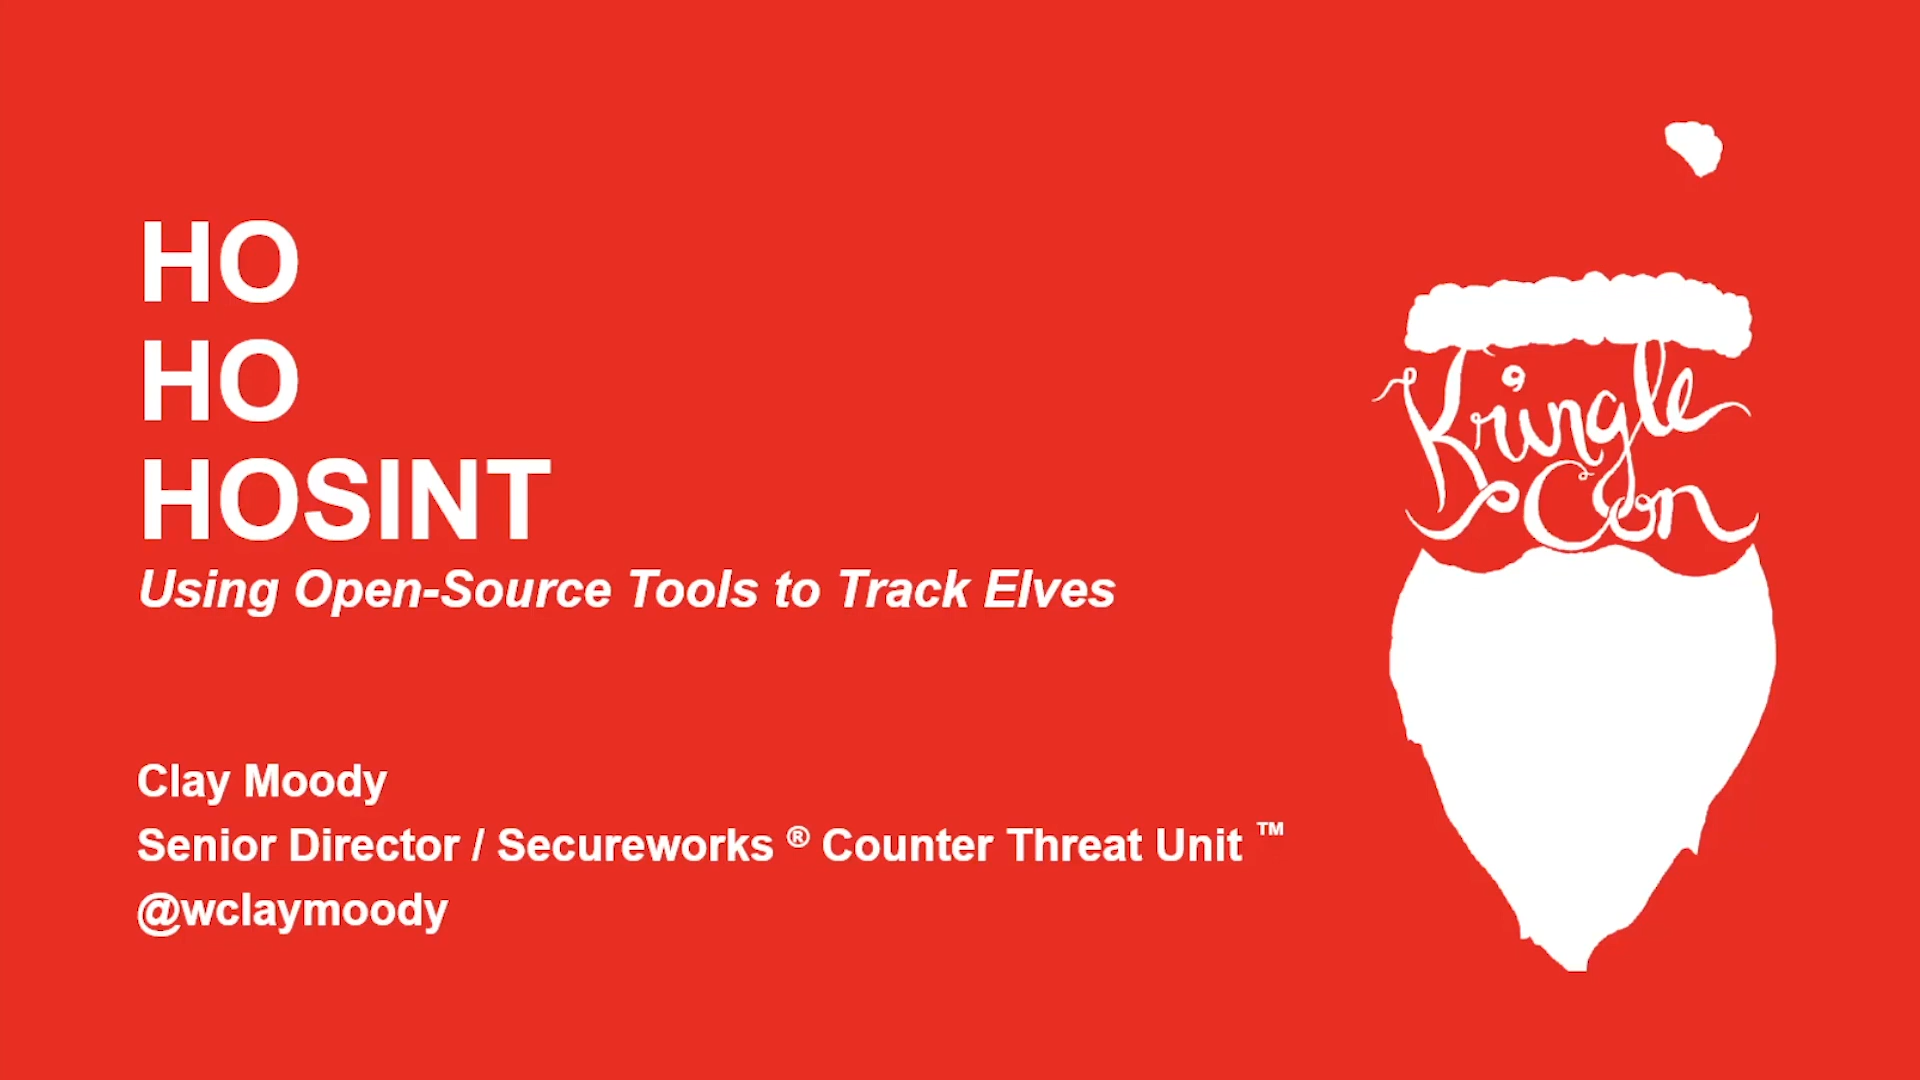 HO
HO
HOSINT
Using Open-Source Tools to Track Elves
Clay Moody
Senior Director / Secureworks ® Counter Threat Unit ™
@wclaymoody
Kringle
Con